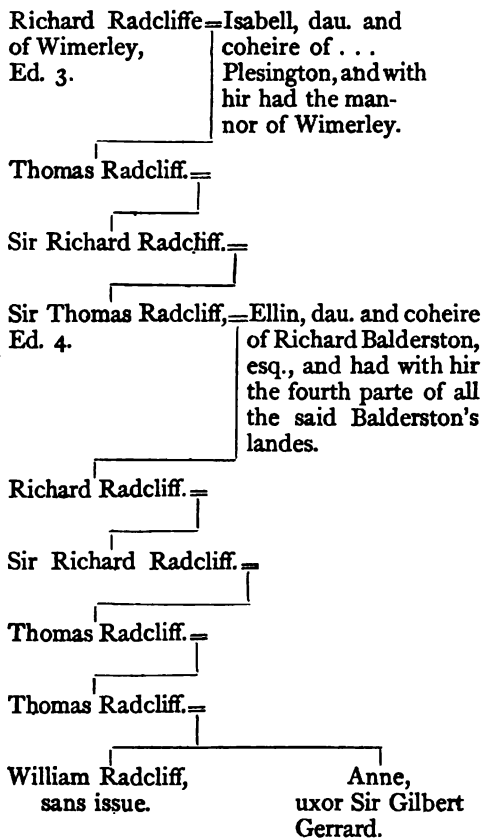 Richard Radcliffe=Isabell, dau. and
of Wimerley, coheire of . . .
Ed. 3. Plesington, and with
hir had the man-
nor of Wimerley.
Thomas Radcliff.=
Sir Richard Radcliff.=
Sir Thomas Radcliff,=Ellin, dau. and coheire
Ed. 4. of Richard Balderston,
esq., and had with hir
the fourth parte of all
the said Balderston's
landes.
Richard Radcliff.=
Sir Richard Radcliff.=
Thomas Radcliff.=
Thomas Radcliff.=
William Radcliff, Anne,
sans issue. uxor Sir Gilbert
Gerrard.